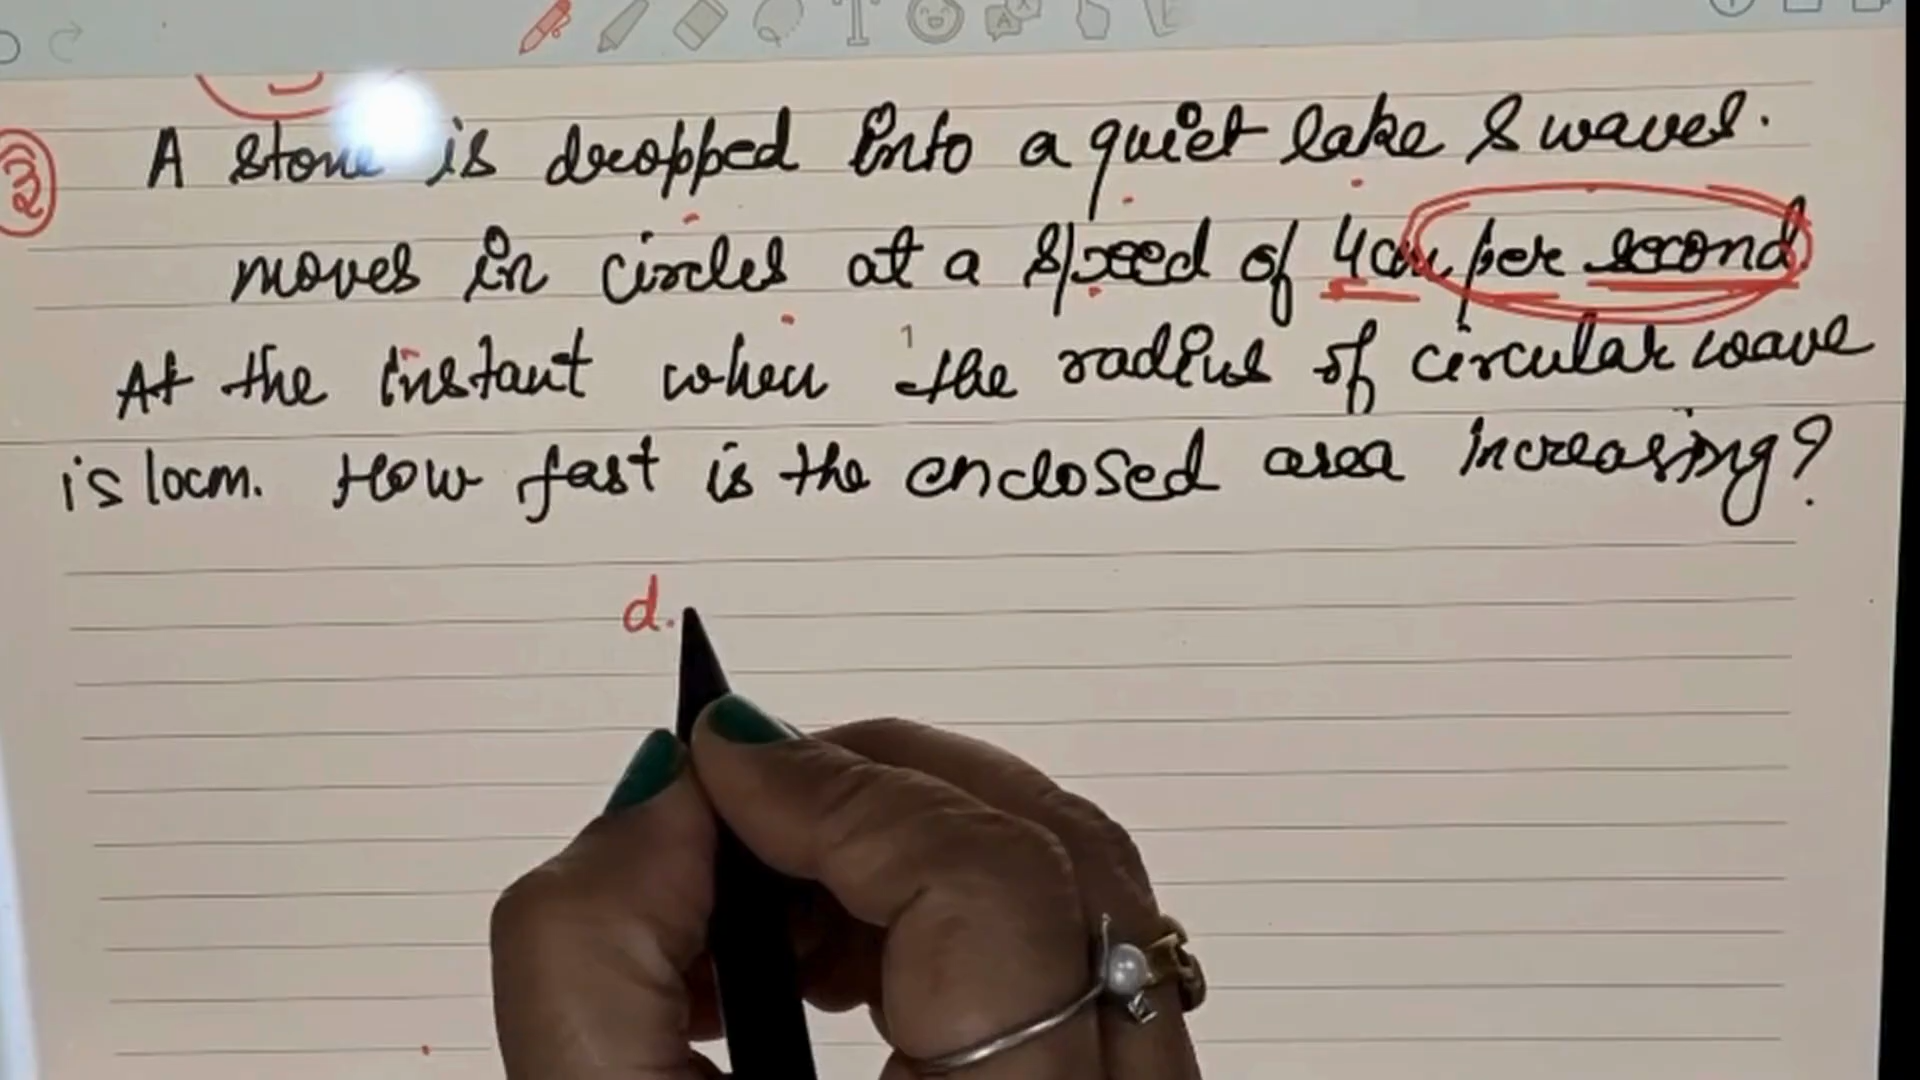 2
A stone is dropped into a quiet lake & waves.
moves in circles at a speed of 4cm per second
At the instant when the radius of circular wave
is 10cm. How fast is the enclosed area increasing?
d.